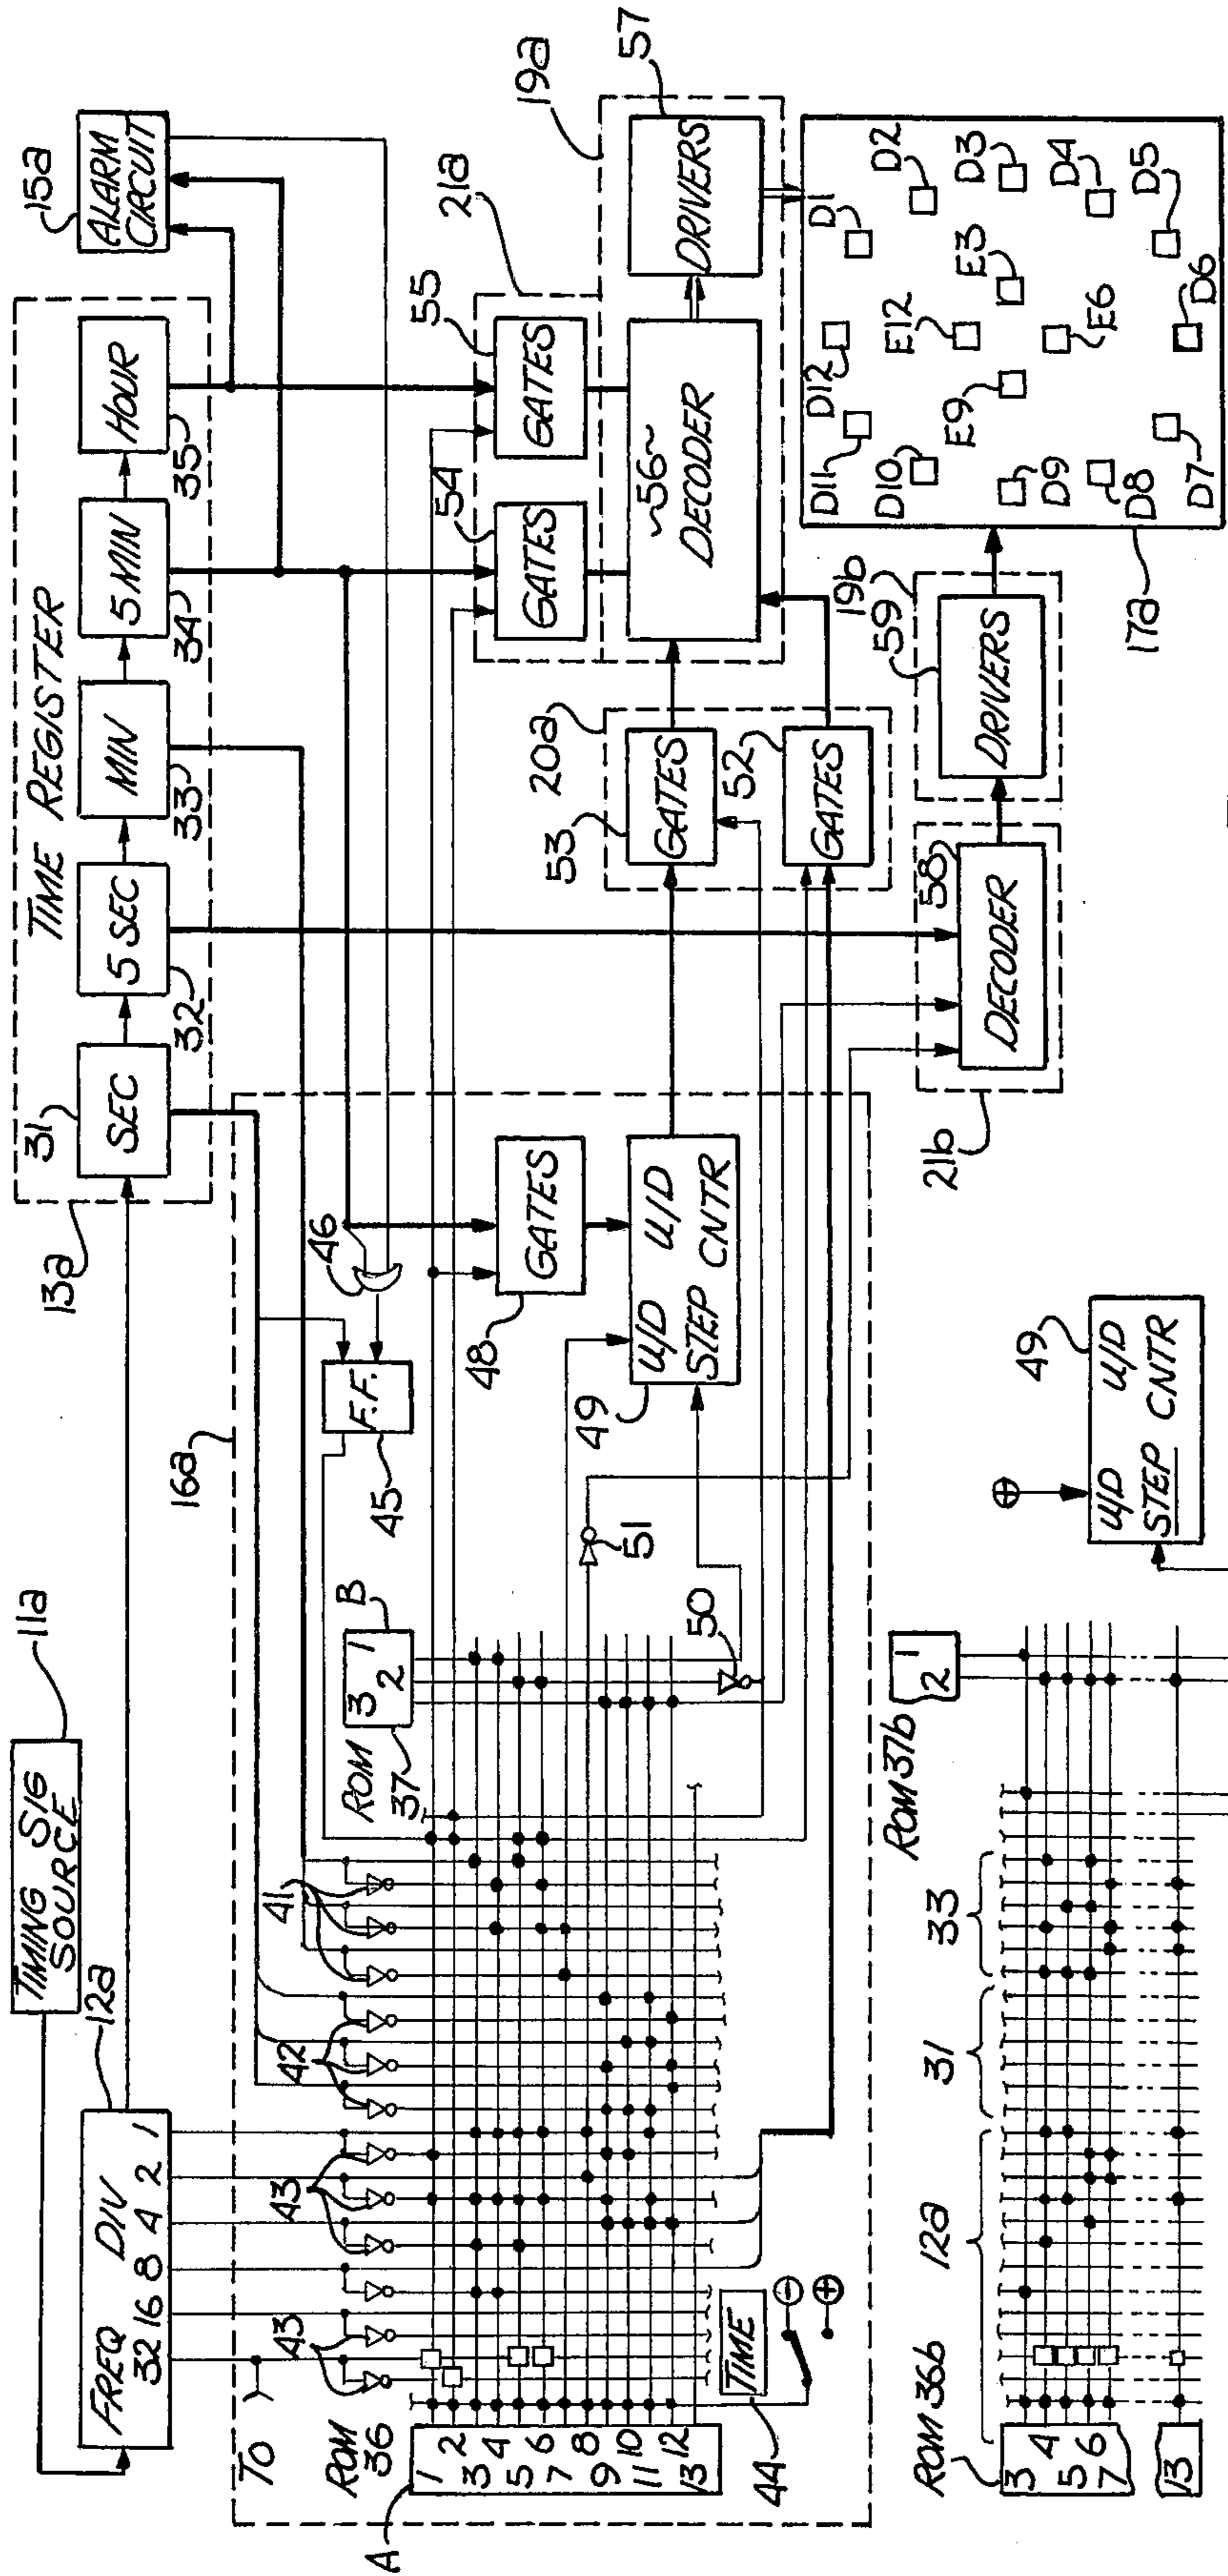 TIMING SIG
SOURCE
11a
12a
FREQ DIV
32 16 8 4 2 1
13a
TIME REGISTER
31
SEC
5 SEC
32
MIN
33
5 MIN
34
HOUR
35
15a
ALARM
CIRCUIT
16a
TO
43
43
42
41
ROM
36
A
1
2
3
4
5
6
7
8
9
10
11
12
13
44
TIME
ROM
37
3 2 1
B
F.F.
45
46
GATES
48
U/D U/D
STEP CNTR
49
50
51
21a
54
GATES
55
GATES
20a
53
GATES
52
GATES
19a
~56~
DECODER
57
DRIVERS
21b
58
DECODER
19b
59
DRIVERS
17a
D1
D2
D3
D4
D5
D6
D7
D8
D9
D10
D11
D12
E3
E6
E9
E12
ROM 36b
3
4
5
6
7
13
12a
31
33
ROM 37b
1
2
49
U/D U/D
STEP CNTR